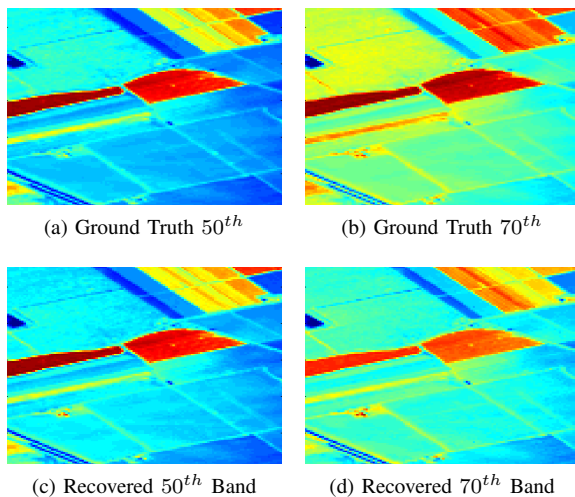 (a) Ground Truth 50^{th}
(b) Ground Truth 70^{th}
(c) Recovered 50^{th} Band
(d) Recovered 70^{th} Band